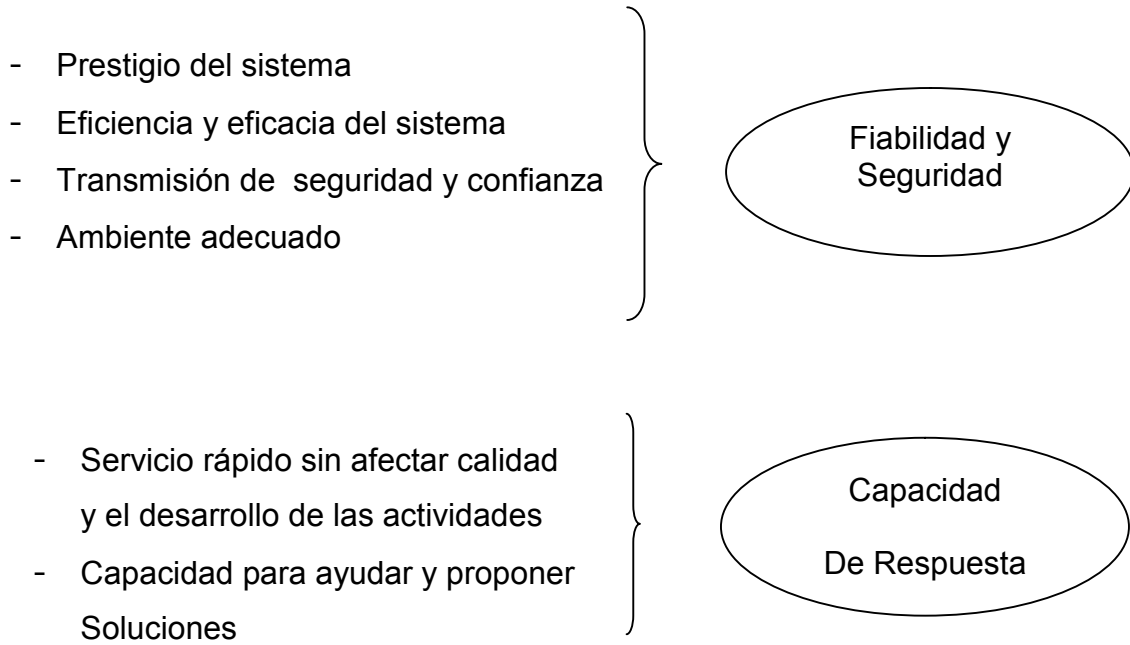 - Prestigio del sistema
- Eficiencia y eficacia del sistema
- Transmisión de seguridad y confianza
- Ambiente adecuado
Fiabilidad y
Seguridad
- Servicio rápido sin afectar calidad
y el desarrollo de las actividades
- Capacidad para ayudar y proponer
Soluciones
Capacidad
De Respuesta